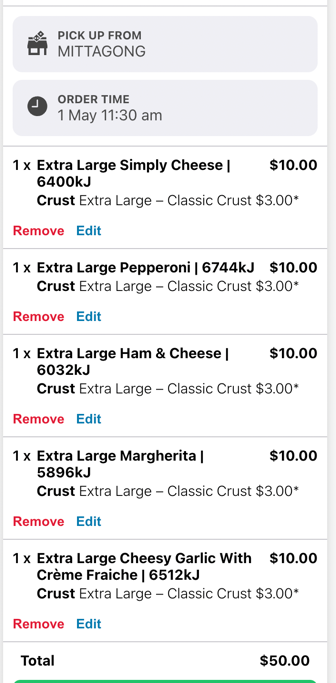 PICK UP FROM
MITTAGONG
ORDER TIME
1 May 11:30 am
1 x Extra Large Simply Cheese | $10.00
6400kJ
Crust Extra Large – Classic Crust $3.00*
Remove Edit
1 x Extra Large Pepperoni | 6744kJ $10.00
Crust Extra Large – Classic Crust $3.00*
Remove Edit
1 x Extra Large Ham & Cheese | $10.00
6032kJ
Crust Extra Large – Classic Crust $3.00*
Remove Edit
1 x Extra Large Margherita | $10.00
5896kJ
Crust Extra Large – Classic Crust $3.00*
Remove Edit
1 x Extra Large Cheesy Garlic With $10.00
Crème Fraiche | 6512kJ
Crust Extra Large – Classic Crust $3.00*
Remove Edit
Total $50.00